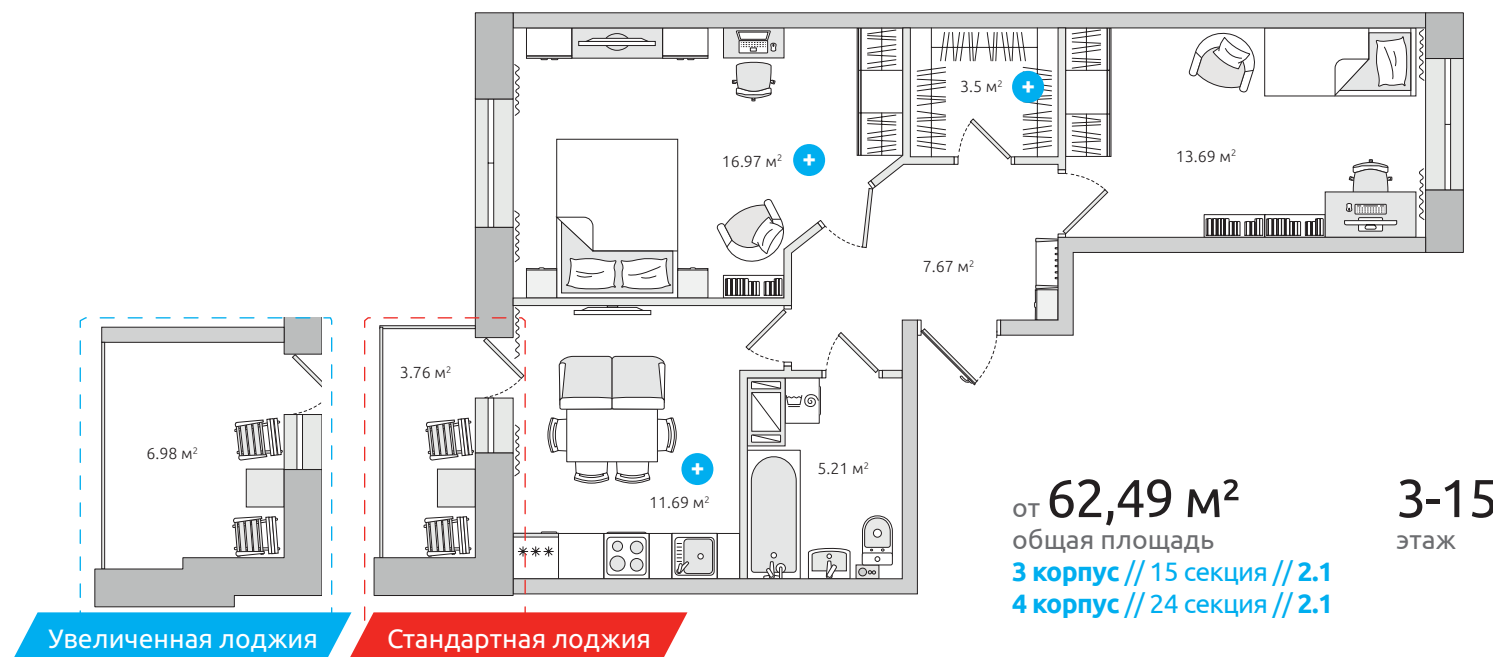 3.5 м²
16.97 м²
13.69 м²
7.67 м²
3.76 м²
6.98 м²
5.21 м²
11.69 м²
от 62,49 м²
общая площадь
3-15
этаж
3 корпус // 15 секция // 2.1
4 корпус // 24 секция // 2.1
Увеличенная лоджия
Стандартная лоджия